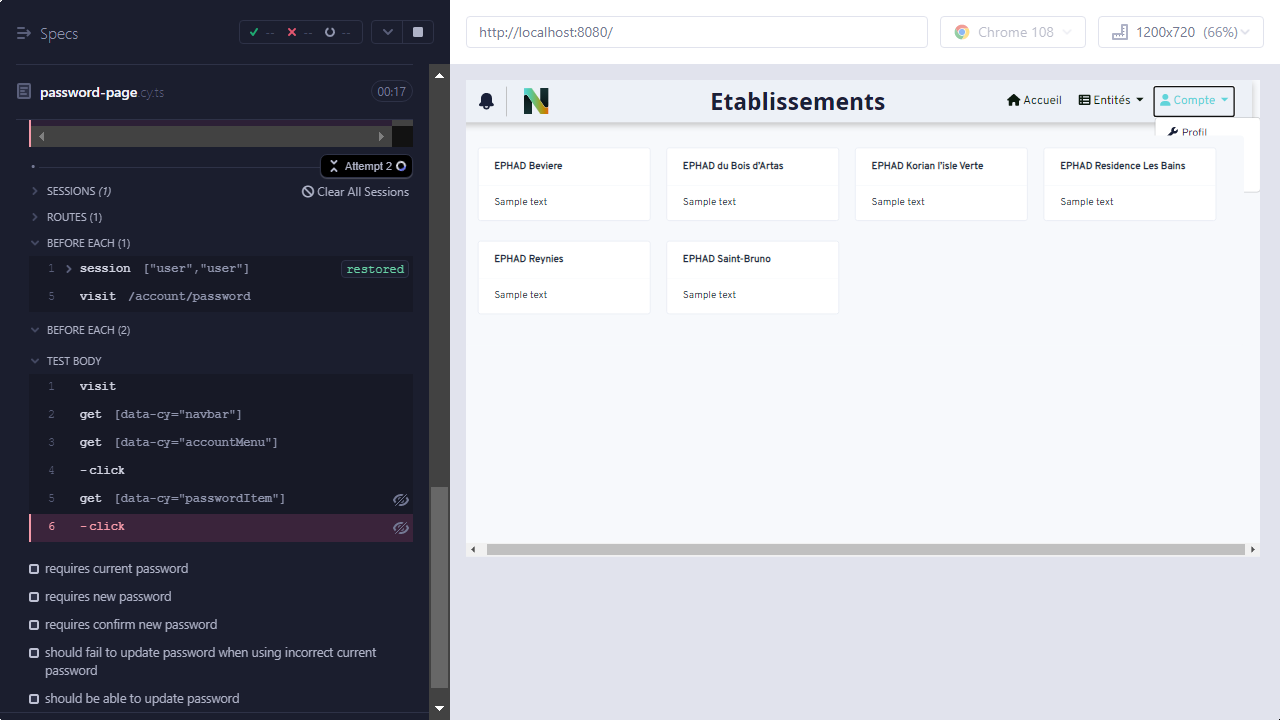 Specs
-- -- --
password-page.cy.ts 00:17
Attempt 2
SESSIONS (1) Clear All Sessions
ROUTES (1)
BEFORE EACH (1)
1 session ["user","user"] restored
5 visit /account/password
BEFORE EACH (2)
TEST BODY
1 visit
2 get [data-cy="navbar"]
3 get [data-cy="accountMenu"]
4 -click
5 get [data-cy="passwordItem"]
6 -click
requires current password
requires new password
requires confirm new password
should fail to update password when using incorrect current
password
should be able to update password
http://localhost:8080/ Chrome 108 1200x720 (66%)
N Etablissements Accueil Entités Compte
Profil
EPHAD Beviere EPHAD du Bois d'Artas EPHAD Korian l'isle Verte EPHAD Residence Les Bains
Sample text Sample text Sample text Sample text
EPHAD Reynies EPHAD Saint-Bruno
Sample text Sample text